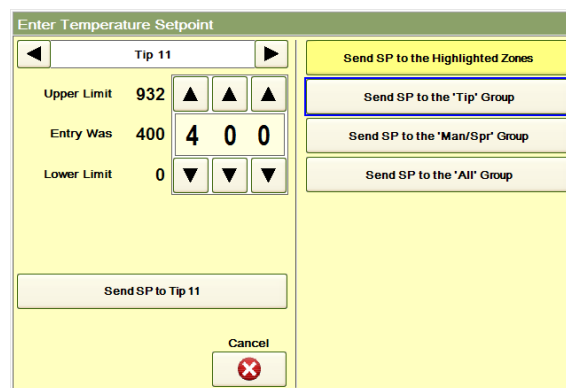 Enter Temperature Setpoint
Tip 11
Upper Limit 932
Entry Was 400 4 0 0
Lower Limit 0
Send SP to Tip 11
Cancel
Send SP to the Highlighted Zones
Send SP to the 'Tip' Group
Send SP to the 'Man/Spr' Group
Send SP to the 'All' Group